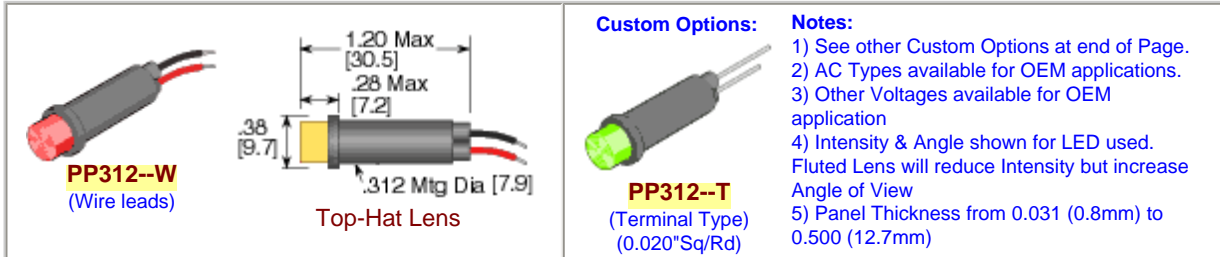 1.20 Max
[30.5]
.28 Max
[7.2]
.38
[9.7]
.312 Mtg Dia [7.9]
PP312--W
(Wire leads)
Top-Hat Lens
Custom Options:
PP312--T
(Terminal Type)
(0.020"Sq/Rd)
Notes:
1) See other Custom Options at end of Page.
2) AC Types available for OEM applications.
3) Other Voltages available for OEM
application
4) Intensity & Angle shown for LED used.
Fluted Lens will reduce Intensity but increase
Angle of View
5) Panel Thickness from 0.031 (0.8mm) to
0.500 (12.7mm)